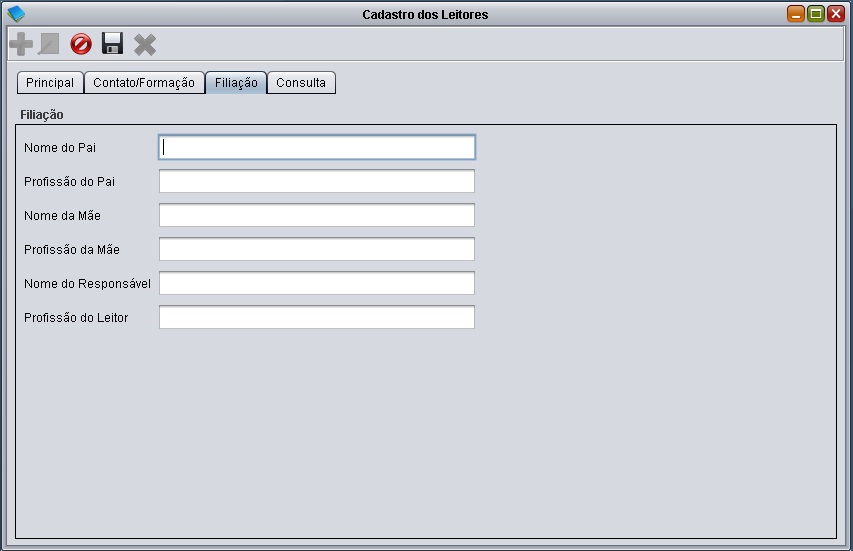 Cadastro dos Leitores
Principal Contato/Formação Filiação Consulta
Filiação
Nome do Pai
Profissão do Pai
Nome da Mãe
Profissão da Mãe
Nome do Responsável
Profissão do Leitor